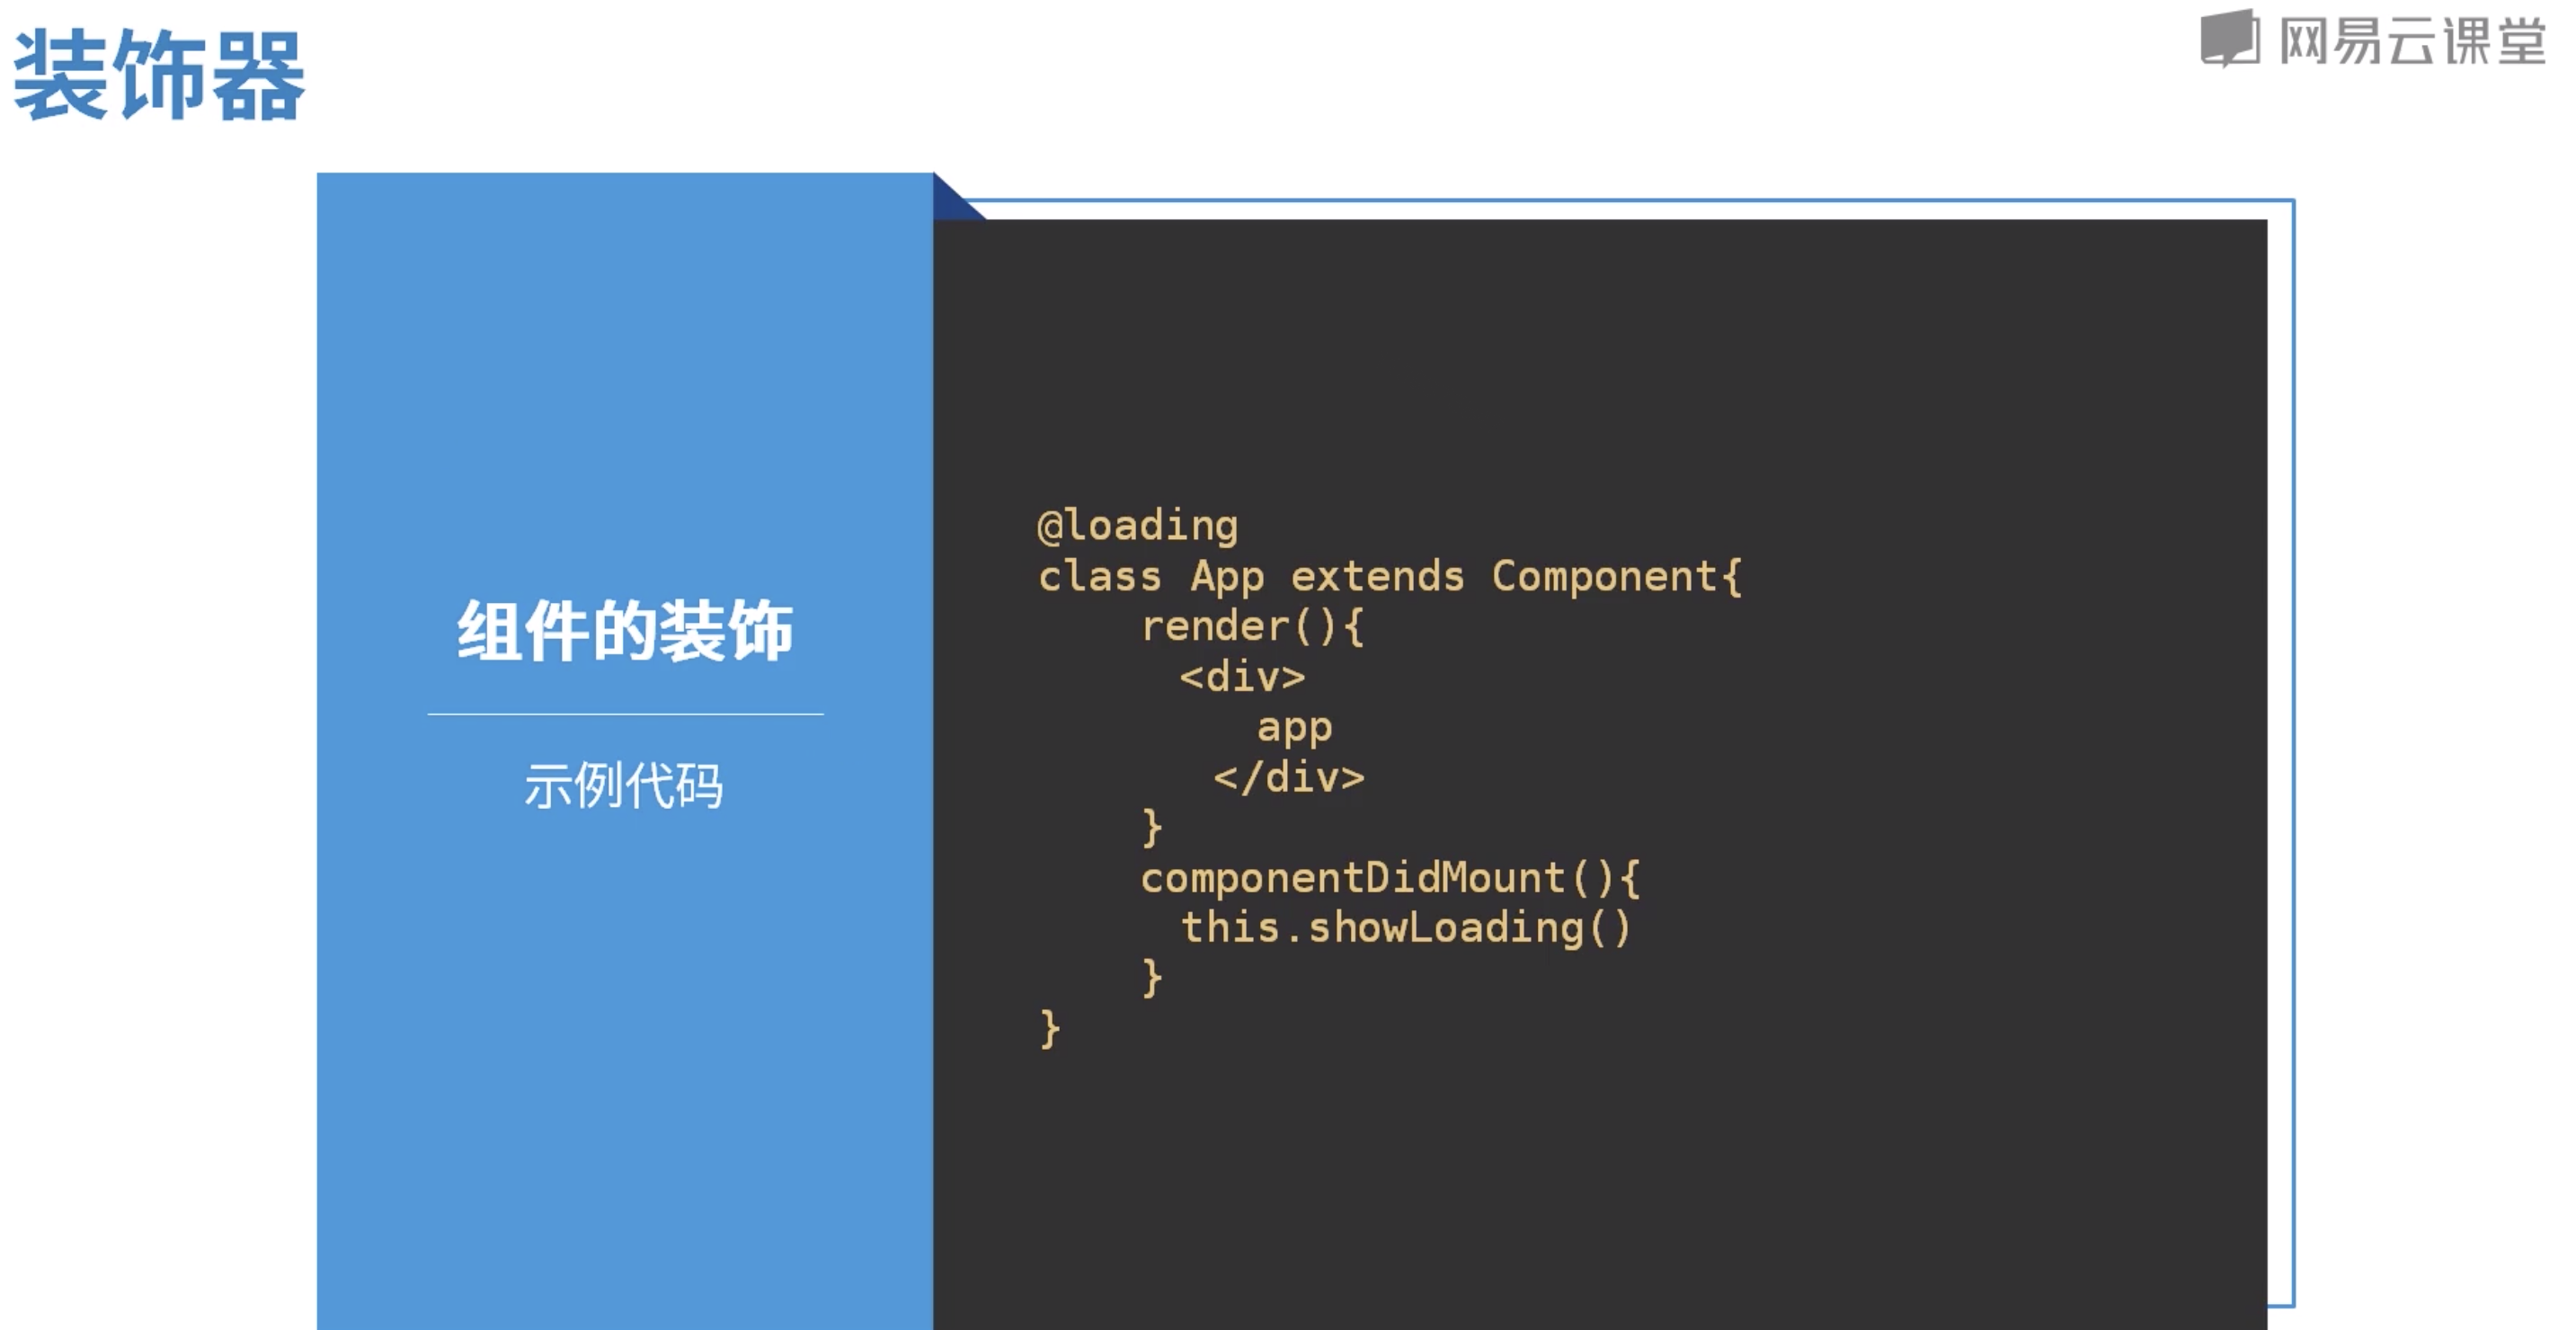 装饰器
网易云课堂
组件的装饰
示例代码
@loading
class App extends Component{
    render(){
      <div>
         app
       </div>
    }
    componentDidMount(){
      this.showLoading()
    }
}